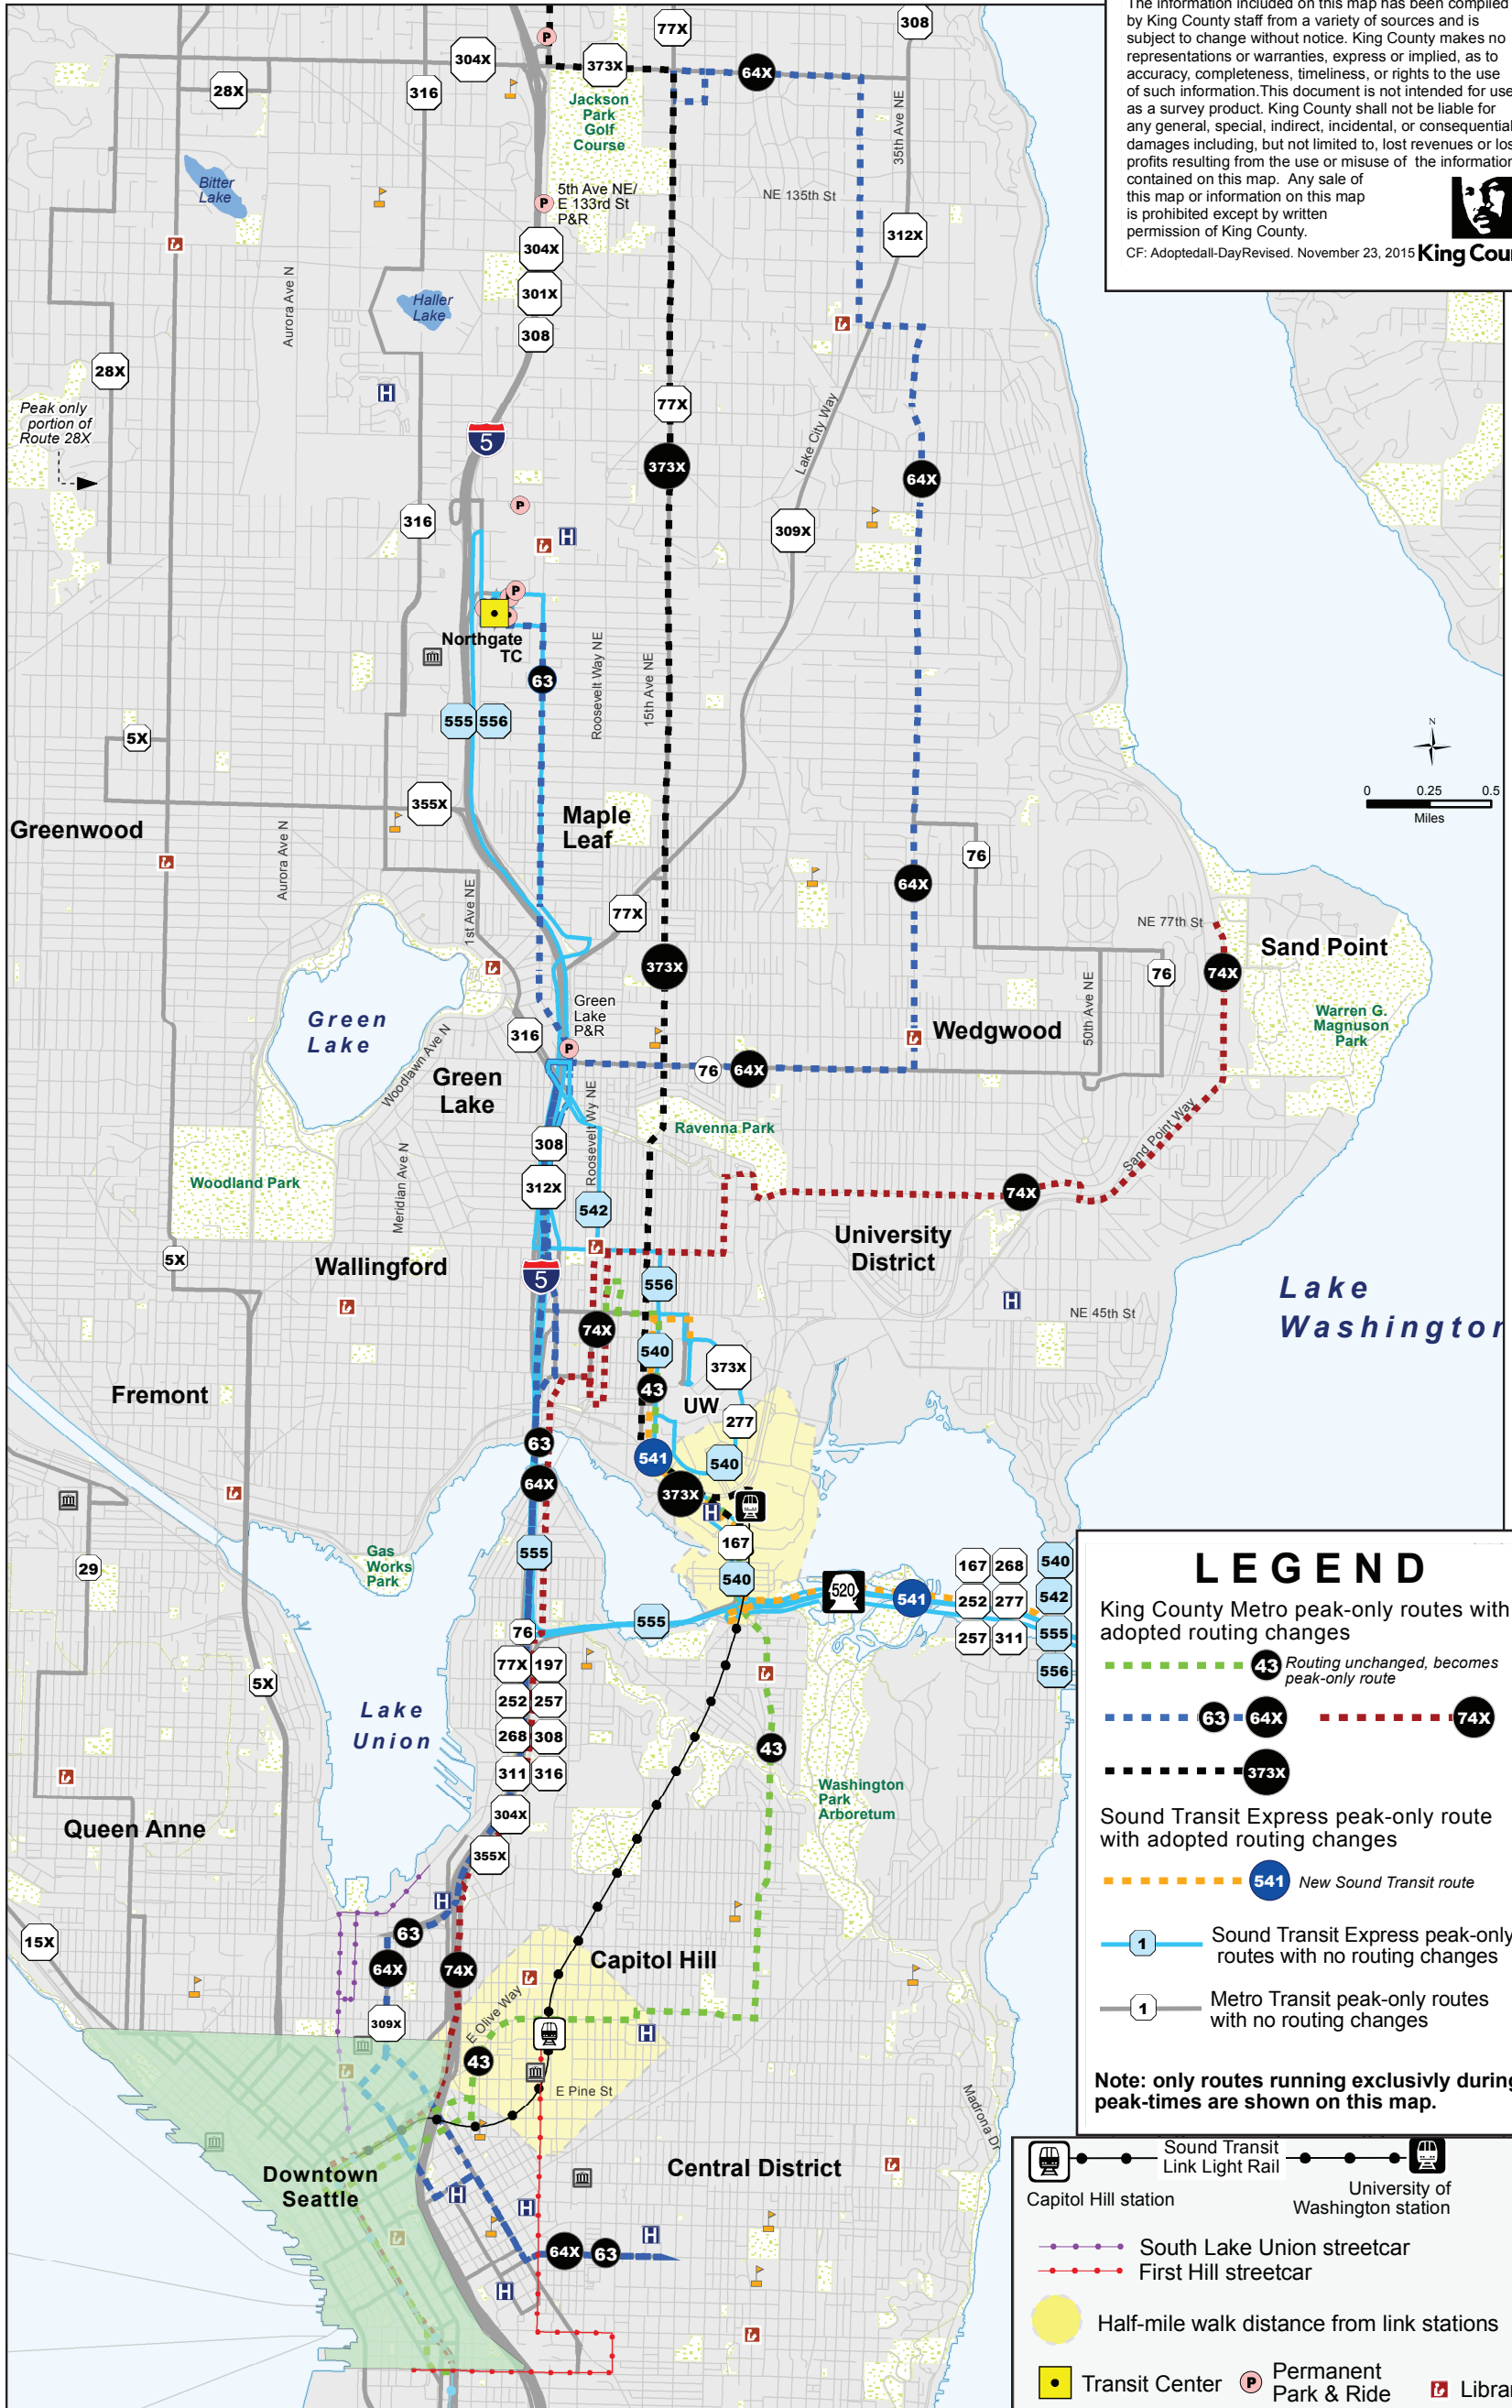 The information included on this map has been compiled
by King County staff from a variety of sources and is
subject to change without notice. King County makes no
representations or warranties, express or implied, as to
accuracy, completeness, timeliness, or rights to the use
of such information.This document is not intended for use
as a survey product. King County shall not be liable for
any general, special, indirect, incidental, or consequential
damages including, but not limited to, lost revenues or los
profits resulting from the use or misuse of the information
contained on this map. Any sale of
this map or information on this map
is prohibited except by written
permission of King County.
CF: Adoptedall-DayRevised. November 23, 2015
King Coun
P
77X
308
304X
373X
64X
28X
316
Jackson
Park
Golf
Course
35th Ave NE
Bitter
Lake
5th Ave NE/
E 133rd St
P&R
P
NE 135th St
304X
312X
301X
308
Aurora Ave N
Haller
Lake
28X
H
77X
Peak only
portion of
Route 28X
5
Lake City Way
373X
64X
316
P
309X
H
P
Northgate
TC
63
Roosevelt Way NE
15th Ave NE
555
556
5X
N
0
0.25
0.5
Miles
355X
Maple
Leaf
Greenwood
Aurora Ave N
76
64X
1st Ave NE
77X
NE 77th St
Sand Point
373X
76
74X
50th Ave NE
Green
Lake
Green
Lake
P&R
316
P
Wedgwood
Warren G.
Magnuson
Park
Woodlawn Ave N
Green
Lake
76
64X
Roosevelt Wy NE
Ravenna Park
Sand Point Way
308
Woodland Park
Meridian Ave N
312X
74X
542
University
District
5X
Wallingford
5
556
H
NE 45th St
Lake
Washington
74X
540
373X
Fremont
43
UW
277
63
541
540
64X
373X
H
167
Gas
Works
Park
555
29
540
520
541
167
268
540
252
277
542
257
311
555
556
76
555
77X
197
5X
252
257
Lake
Union
268
308
43
311
316
Washington
Park
Arboretum
304X
Queen Anne
355X
H
63
15X
64X
74X
Capitol Hill
309X
E Olive Way
H
43
E Pine St
Madrona Dr
Downtown
Seattle
Central District
H
H
64X
63
H
H
LEGEND
King County Metro peak-only routes with
adopted routing changes
43
Routing unchanged, becomes
peak-only route
63
64X
74X
373X
Sound Transit Express peak-only route
with adopted routing changes
541
New Sound Transit route
1
Sound Transit Express peak-only
routes with no routing changes
1
Metro Transit peak-only routes
with no routing changes
Note: only routes running exclusivly during
peak-times are shown on this map.
Sound Transit
Link Light Rail
Capitol Hill station
University of
Washington station
South Lake Union streetcar
First Hill streetcar
Half-mile walk distance from link stations
Transit Center
P
Permanent
Park & Ride
Librar